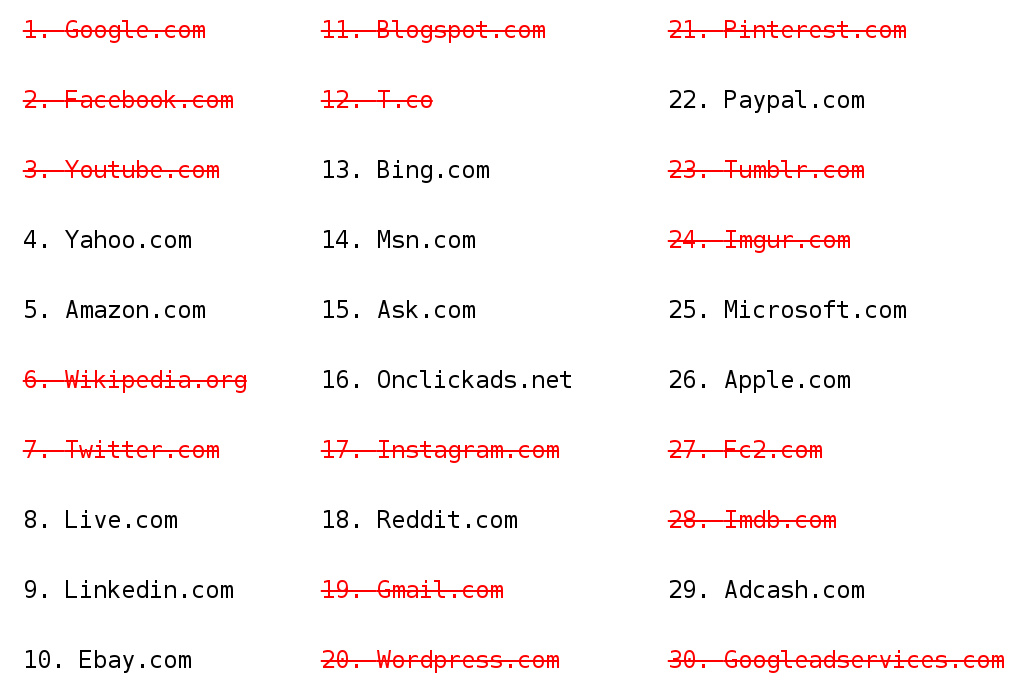 1. Google.com
2. Facebook.com
3. Youtube.com
4. Yahoo.com
5. Amazon.com
6. Wikipedia.org
7. Twitter.com
8. Live.com
9. Linkedin.com
10. Ebay.com
11. Blogspot.com
12. T.co
13. Bing.com
14. Msn.com
15. Ask.com
16. Onclickads.net
17. Instagram.com
18. Reddit.com
19. Gmail.com
20. Wordpress.com
21. Pinterest.com
22. Paypal.com
23. Tumblr.com
24. Imgur.com
25. Microsoft.com
26. Apple.com
27. Fc2.com
28. Imdb.com
29. Adcash.com
30. Googleadservices.com